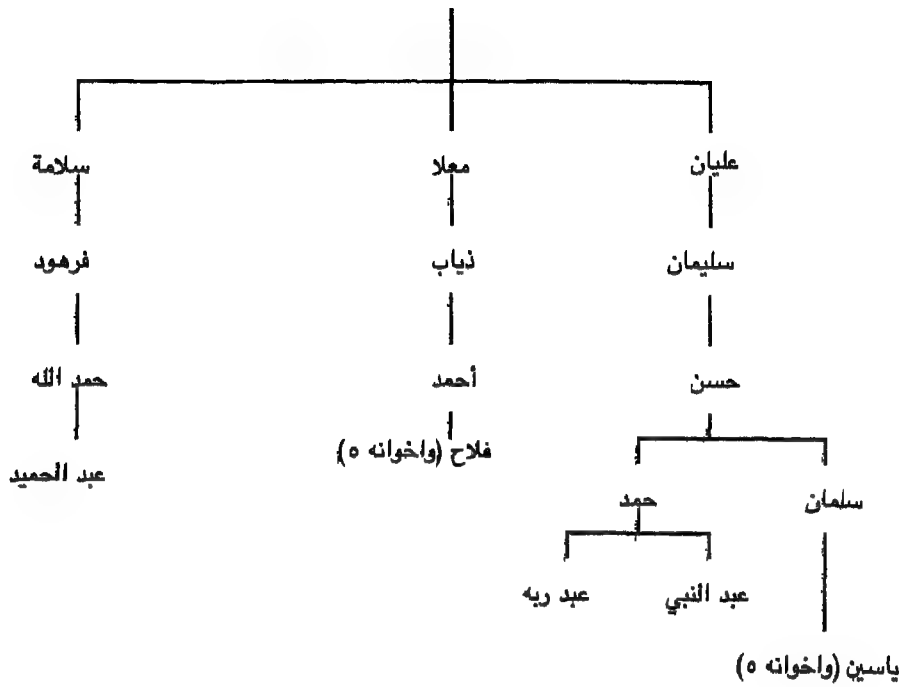 عليان معلا سلامة
سليمان ذياب فرهود
حسن أحمد حمد الله
فلاح (واخوانه ٥)
عبد الحميد
سلمان حمد
عبد النبي عبد ربه
ياسين (واخوانه ٥)